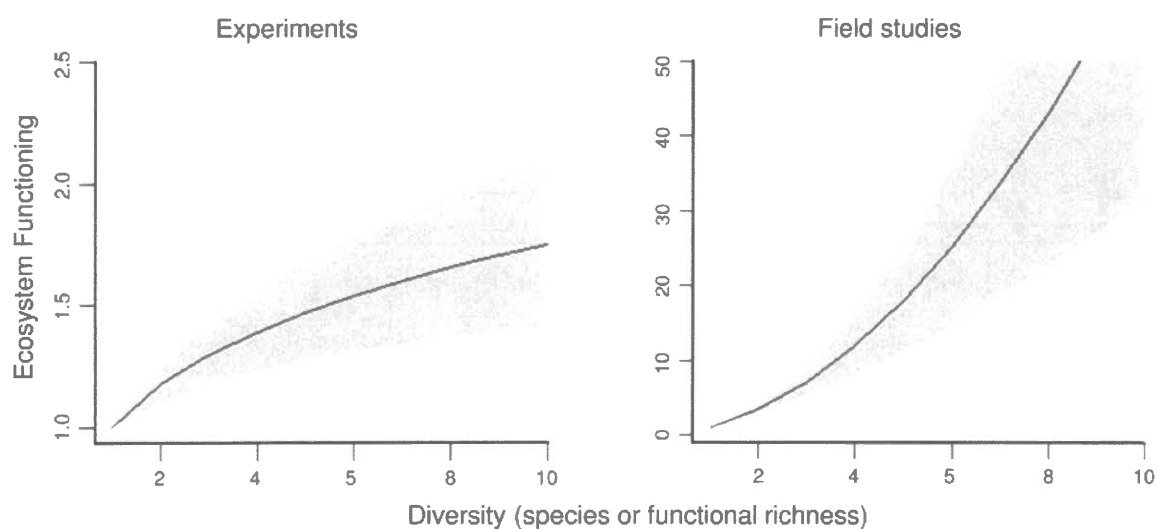 Experiments
Field studies
Ecosystem Functioning
2.5
2.0
1.5
1.0
2 4 5 8 10
50
40
30
20
10
0
2 4 5 8 10
Diversity (species or functional richness)